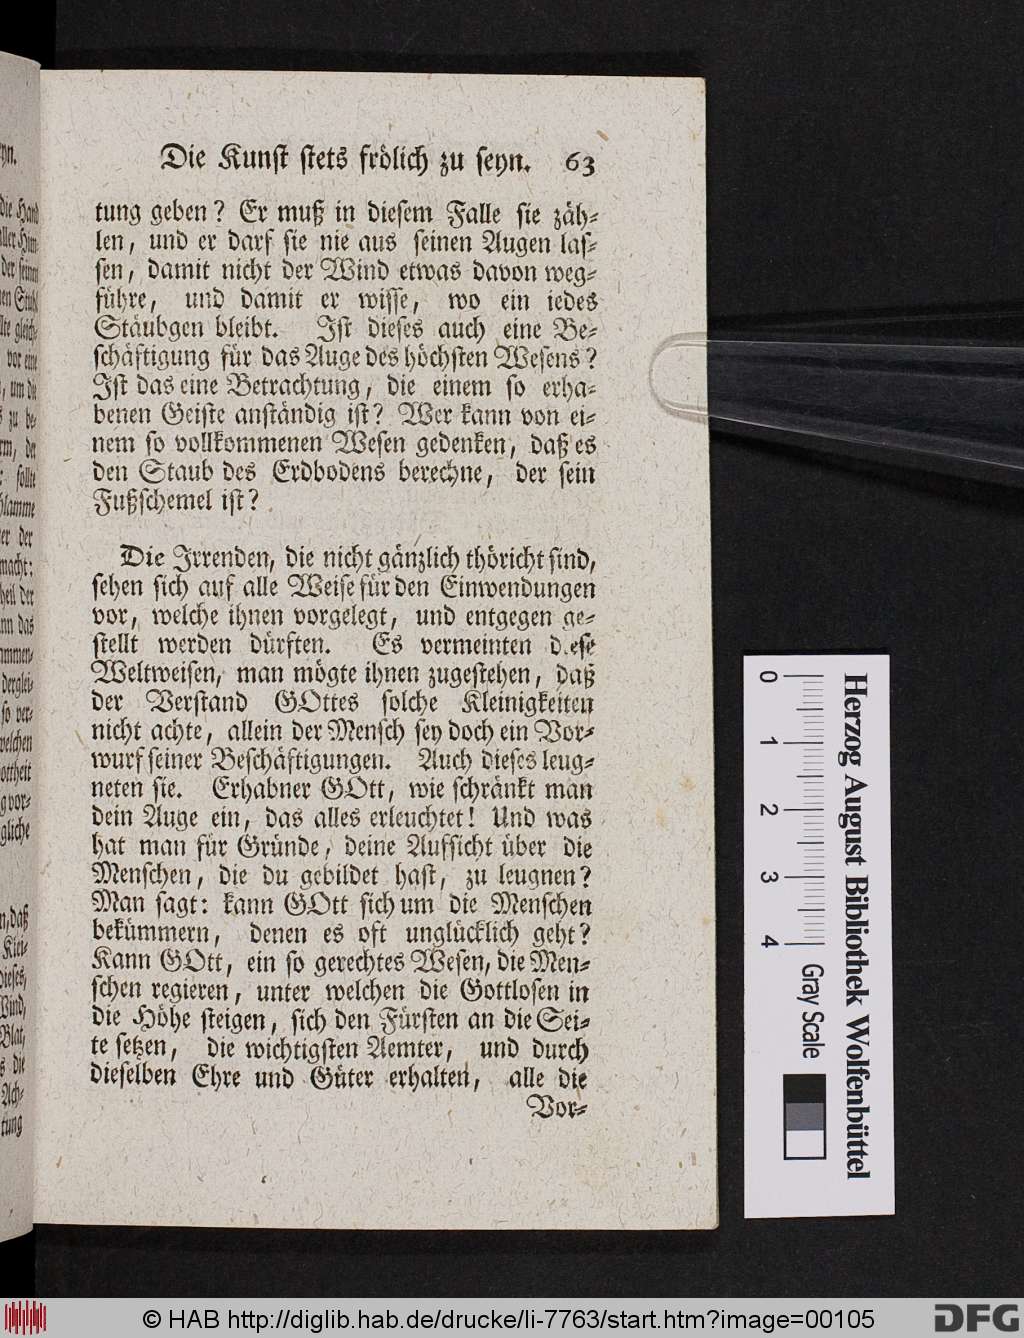 Die Kunst stets frölich zu seyn. 63
tung geben? Er muß in diesem Falle sie zäh-
len, und er darf sie nie aus seinen Augen las-
sen, damit nicht der Wind etwas davon weg-
führe, und damit er wisse, wo ein iedes
Stäubgen bleibt. Ist dieses auch eine Be-
schäftigung für das Auge des höchsten Wesens?
Ist das eine Betrachtung, die einem so erha-
benen Geiste anständig ist? Wer kann von ei-
nem so vollkommenen Wesen gedenken, daß es
den Staub des Erdbodens berechne, der sein
Fußschemel ist?
Die Irrenden, die nicht gänzlich thöricht sind,
sehen sich auf alle Weise für den Einwendungen
vor, welche ihnen vorgelegt, und entgegen ge-
stellt werden dürften. Es vermeinten diese
Weltweisen, man mögte ihnen zugestehen, daß
der Verstand GOttes solche Kleinigkeiten
nicht achte, allein der Mensch sey doch ein Vor-
wurf seiner Beschäftigungen. Auch dieses leug-
neten sie. Erhabner GOtt, wie schränkt man
dein Auge ein, das alles erleuchtet! Und was
hat man für Gründe, deine Aufsicht über die
Menschen, die du gebildet hast, zu leugnen?
Man sagt: kann GOtt sich um die Menschen
bekümmern, denen es oft unglücklich geht?
Kann GOtt, ein so gerechtes Wesen, die Men-
schen regieren, unter welchen die Gottlosen in
die Höhe steigen, sich den Fürsten an die Sei-
te setzen, die wichtigsten Aemter, und durch
dieselben Ehre und Güter erhalten, alle die
Vor-
0 1 2 3 4 Gray Scale
Herzog August Bibliothek Wolfenbüttel
© HAB http://diglib.hab.de/drucke/li-7763/start.htm?image=00105
DFG